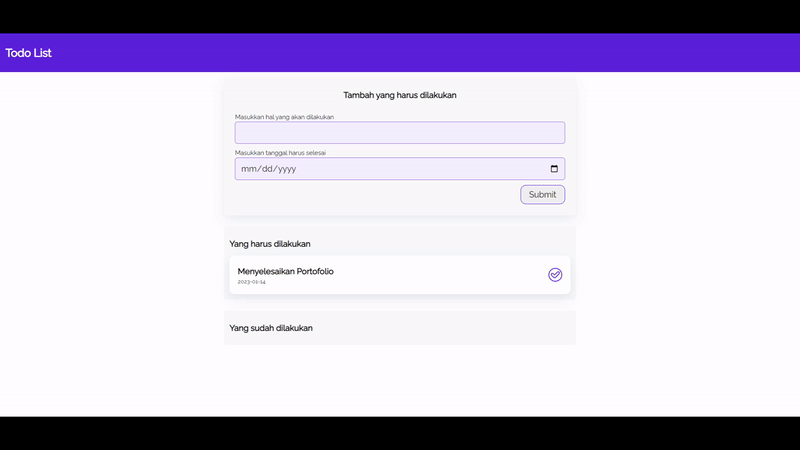 Todo List
Tambah yang harus dilakukan
Masukkan hal yang akan dilakukan
Masukkan tanggal harus selesai
mm/dd/yyyy
Submit
Yang harus dilakukan
Menyelesaikan Portofolio
2023-01-14
Yang sudah dilakukan